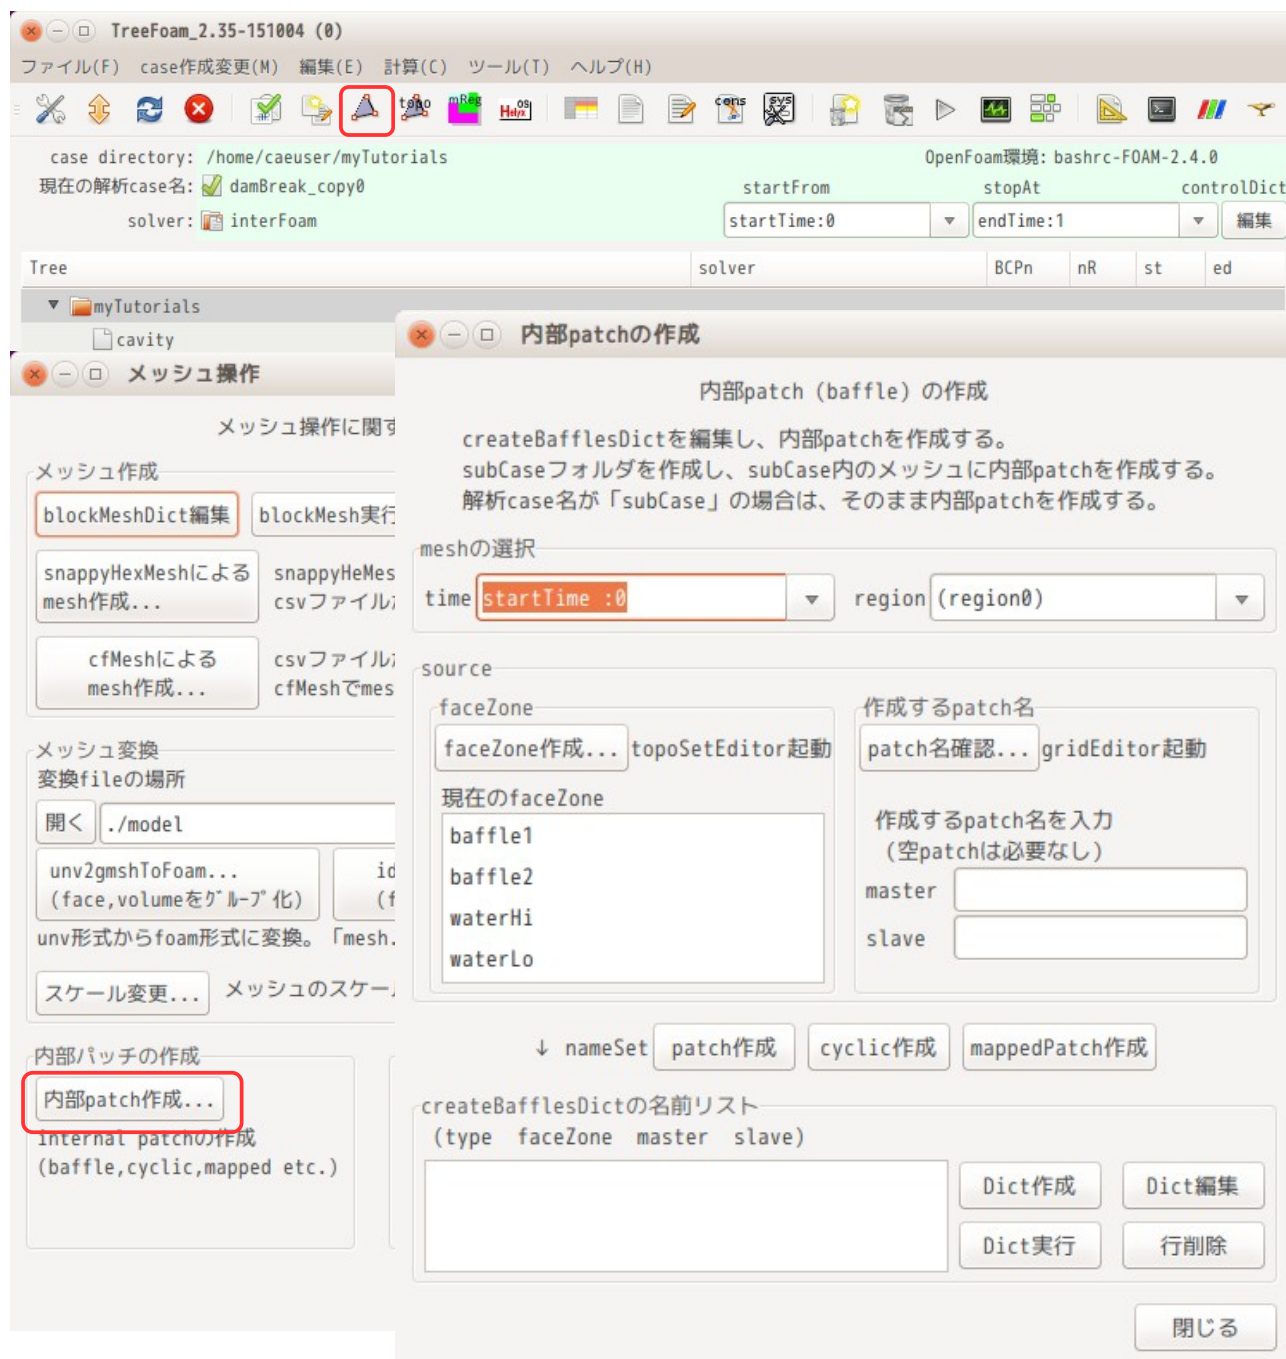 TreeFoam_2.35-151004 (0)
ファイル(F) case作成変更(M) 編集(E) 計算(C) ツール(T) ヘルプ(H)
topo mReg Helyx OS cons sys
case directory: /home/caeuser/myTutorials OpenFoam環境: bashrc-FOAM-2.4.0
現在の解析case名: damBreak_copy0 startFrom stopAt controlDict
solver: interFoam startTime:0 endTime:1 編集
Tree solver BCPn nR st ed
myTutorials
cavity
メッシュ操作
メッシュ操作に関す
メッシュ作成
blockMeshDict編集 blockMesh実行
snappyHexMeshによる
mesh作成...
snappyHeMes
csvファイル
cfMeshによる
mesh作成...
csvファイル
cfMeshでmes
メッシュ変換
変換fileの場所
開く ./model
unv2gmshToFoam...
(face,volumeをグループ化)
id
(f
unv形式からfoam形式に変換。「mesh.
スケール変更... メッシュのスケー
内部パッチの作成
内部patch作成...
internal patchの作成
(baffle,cyclic,mapped etc.)
内部patchの作成
内部patch (baffle) の作成
createBafflesDictを編集し、内部patchを作成する。
subCaseフォルダを作成し、subCase内のメッシュに内部patchを作成する。
解析case名が「subCase」の場合は、そのまま内部patchを作成する。
meshの選択
time startTime :0 region (region0)
source
faceZone
faceZone作成... topoSetEditor起動
現在のfaceZone
baffle1
baffle2
waterHi
waterLo
作成するpatch名
patch名確認... gridEditor起動
作成するpatch名を入力
(空patchは必要なし)
master
slave
↓ nameSet patch作成 cyclic作成 mappedPatch作成
createBafflesDictの名前リスト
(type faceZone master slave)
Dict作成 Dict編集
Dict実行 行削除
閉じる